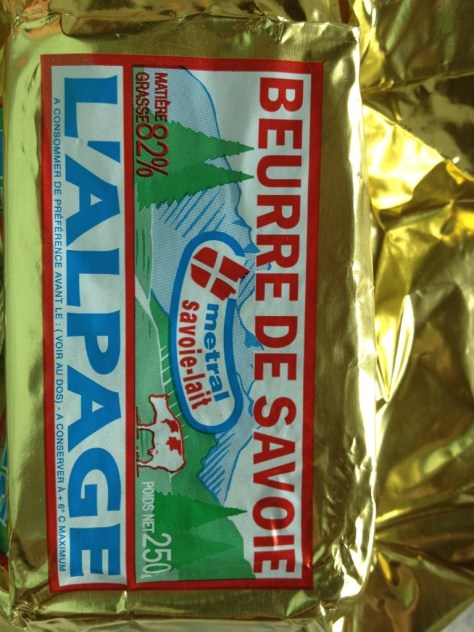 BEURRE DE SAVOIE
MATIÈRE
GRASSE 82%
metral
savoie-lait
POIDS NET 250g
L'ALPAGE
A CONSOMMER DE PRÉFÉRENCE AVANT LE : ( VOIR AU DOS) - A CONSERVER À + 6° C MAXIMUM